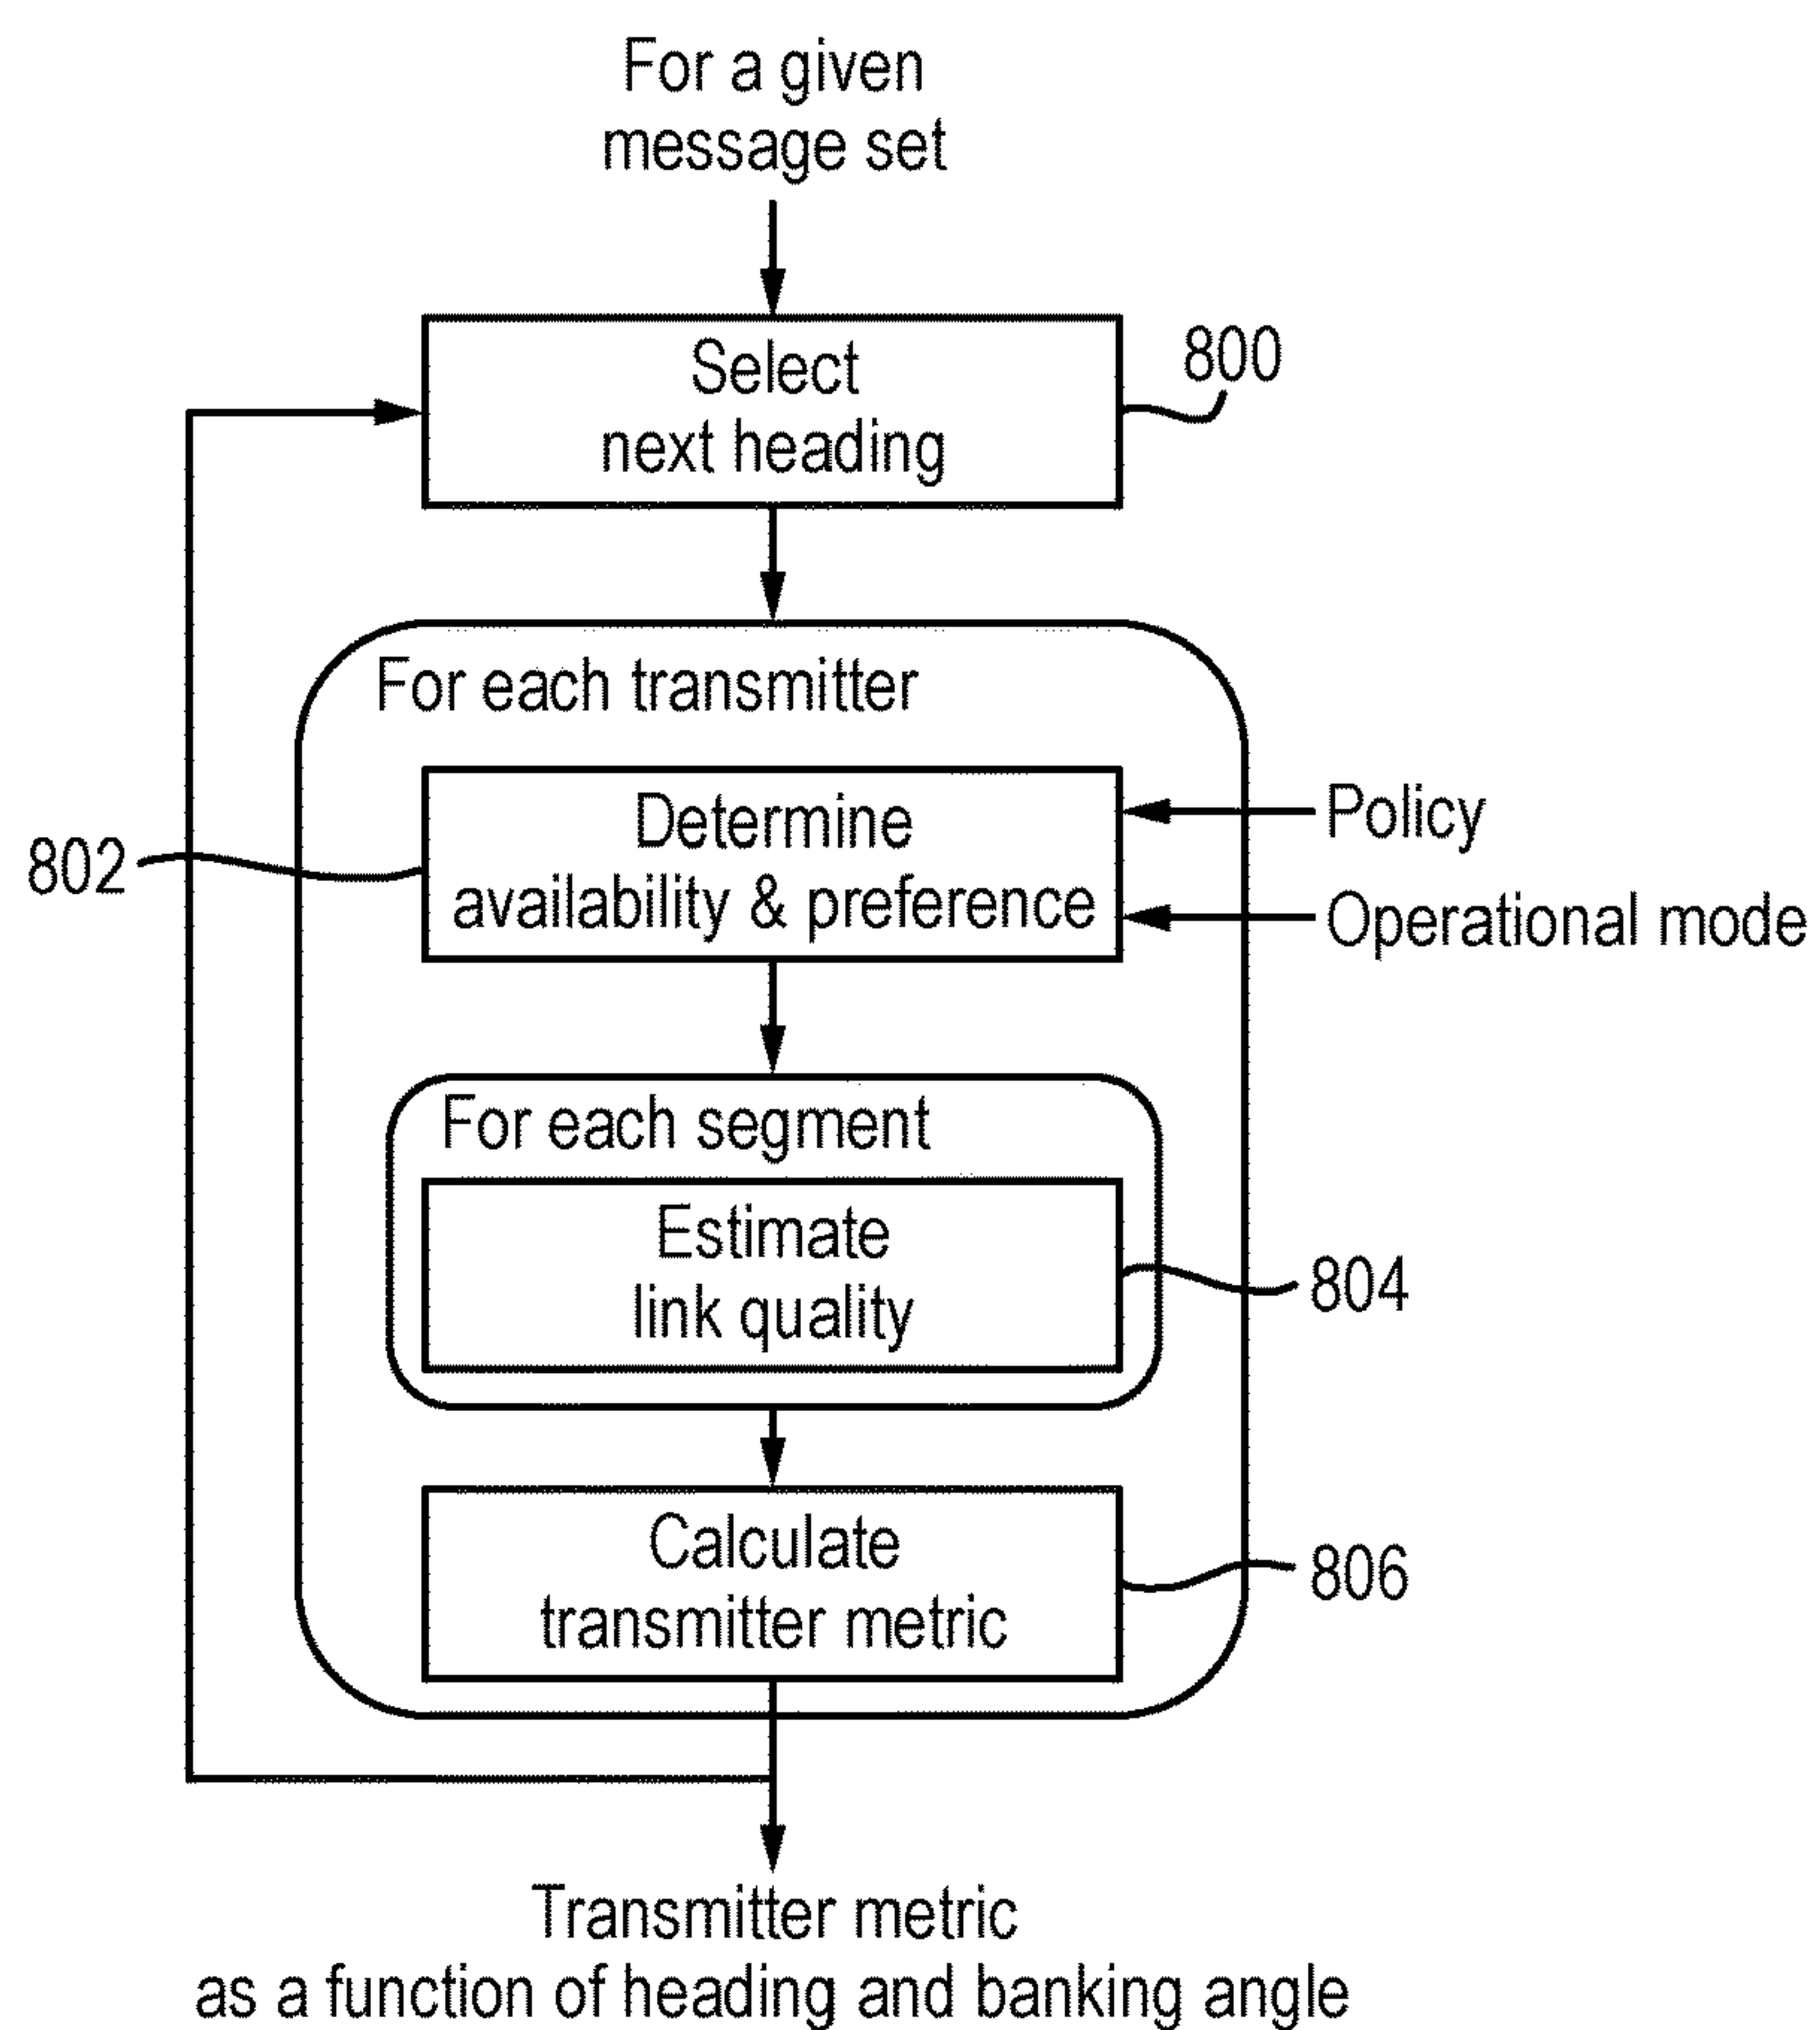 For a given
message set
Select
next heading
800
For each transmitter
Determine
availability & preference
Policy
Operational mode
802
For each segment
Estimate
link quality
804
Calculate
transmitter metric
806
Transmitter metric
as a function of heading and banking angle